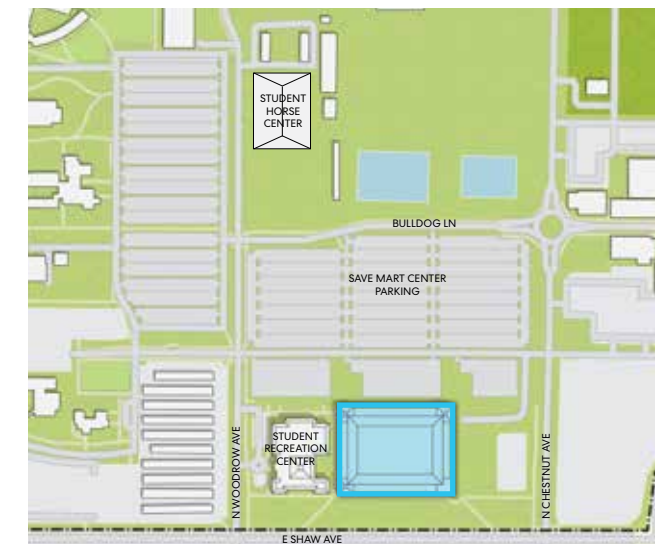 STUDENT
HORSE
CENTER
BULLDOG LN
SAVE MART CENTER
PARKING
STUDENT
RECREATION
CENTER
N WOODROW AVE
N CHESTNUT AVE
E SHAW AVE